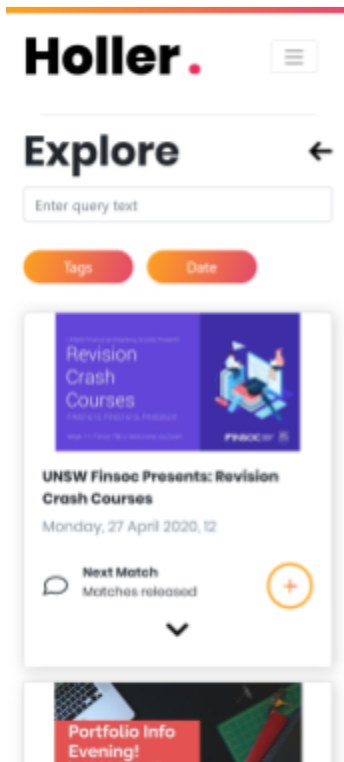 Holler.
Explore
Enter query text
Tags
Date
Revision
Crash
Courses
FINSOC
UNSW Finsoc Presents: Revision
Crash Courses
Monday, 27 April 2020, 12
Next Match
Matches released
+
Portfolio Info
Evening!